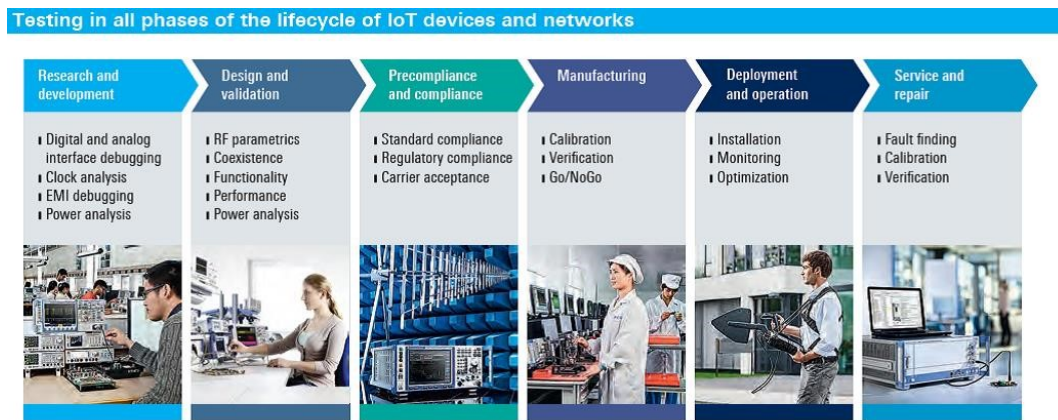 Testing in all phases of the lifecycle of IoT devices and networks
Research and
development
Digital and analog
interface debugging
Clock analysis
EMI debugging
Power analysis
Design and
validation
RF parametrics
Coexistence
Functionality
Performance
Power analysis
Precompliance
and compliance
Standard compliance
Regulatory compliance
Carrier acceptance
Manufacturing
Calibration
Verification
Go/NoGo
Deployment
and operation
Installation
Monitoring
Optimization
Service and
repair
Fault finding
Calibration
Verification